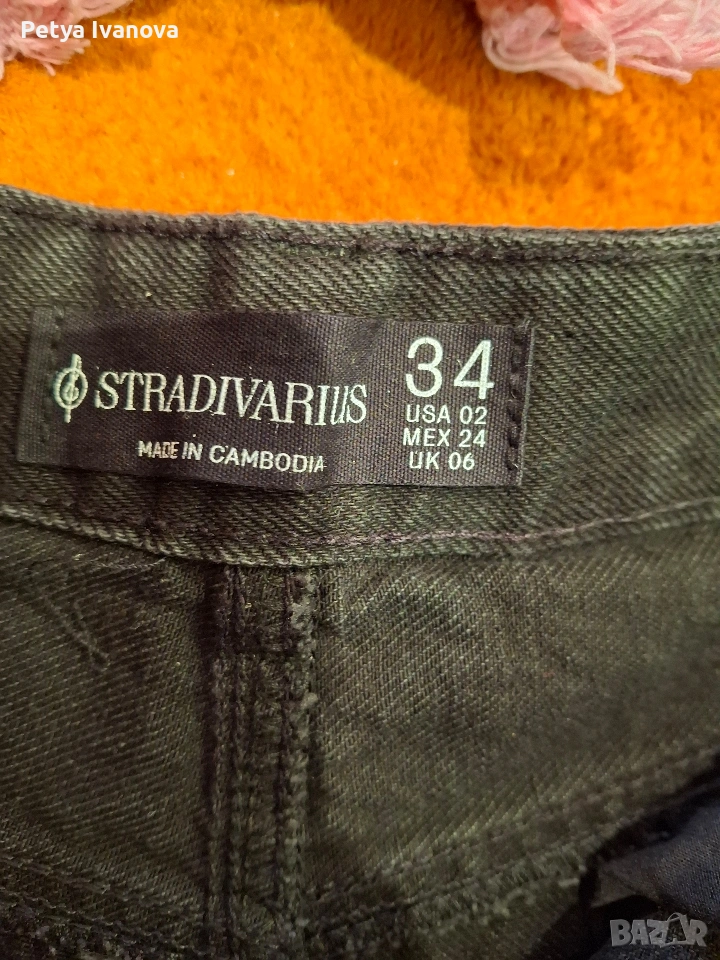 Petya Ivanova
STRADIVARIUS
MADE IN CAMBODIA
34
USA 02
MEX 24
UK 06
BAZAR